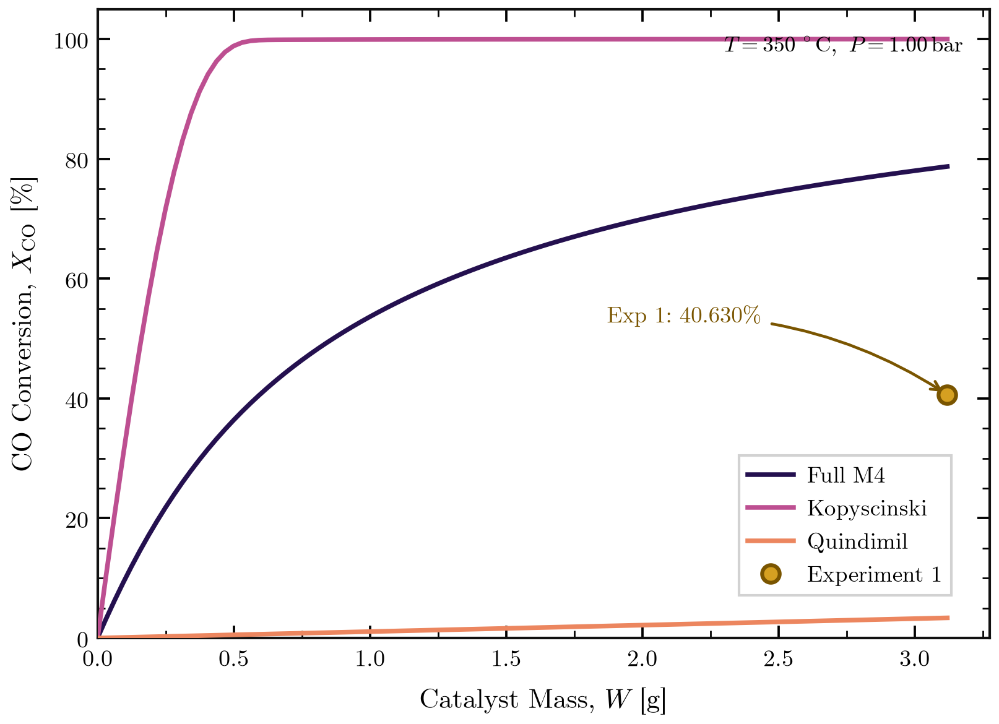 T = 350 °C, P = 1.00 bar
100
80
60
40
20
0
CO Conversion, X_CO [%]
Exp 1: 40.630%
Full M4
Kopyscinski
Quindimil
Experiment 1
0.0 0.5 1.0 1.5 2.0 2.5 3.0
Catalyst Mass, W [g]